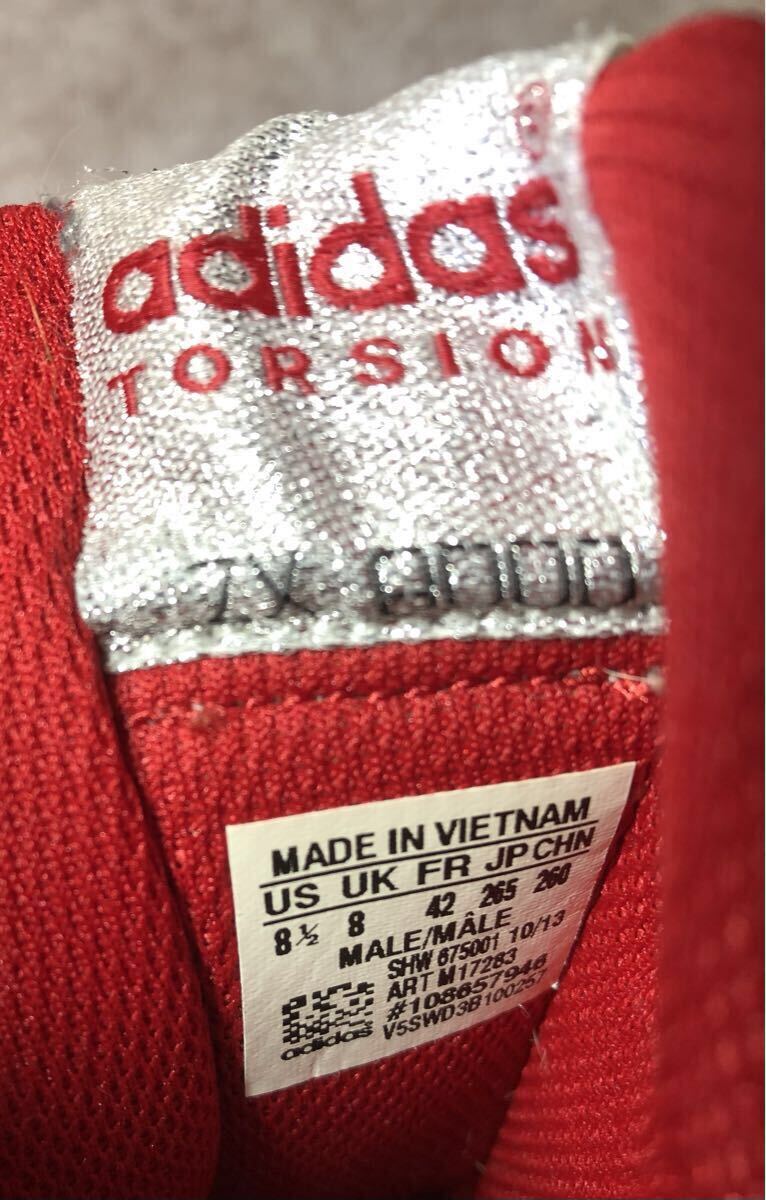 adidas
TORSION
ZX 8000
MADE IN VIETNAM
US UK FR JP CHN
8½ 8 42 265 260
MALE/MÂLE
SHW 675001 10/13
ART M17283
#108657946
V5SWD3B100257
adidas